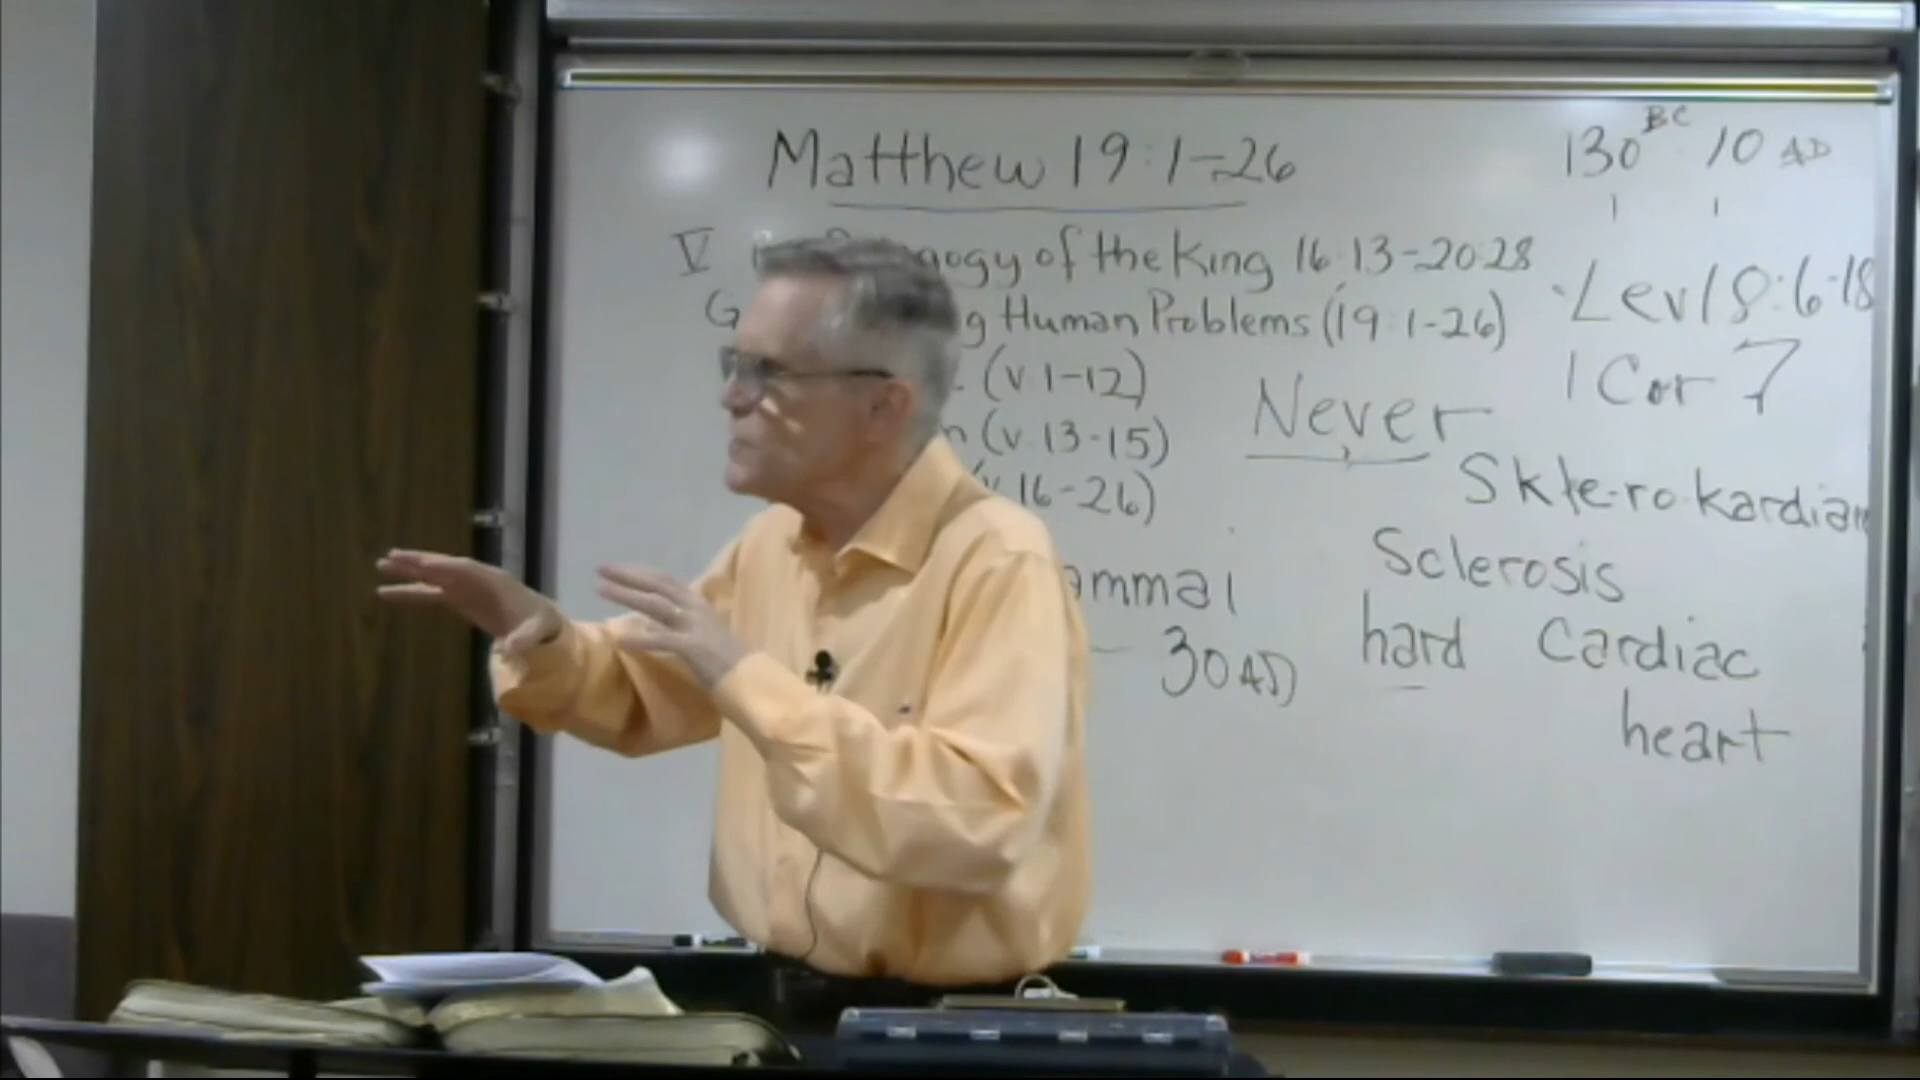 Matthew 19:1-26
130 BC 10 AD
V of the King 16:13-20:28
G Human Problems (19:1-26)
Lev 18:6-18
(v. 1-12)
1 Cor 7
Never
(v. 13-15)
16-26)
Skle-ro-kardian
Sclerosis
ammai
hard Cardiac
30 AD
heart